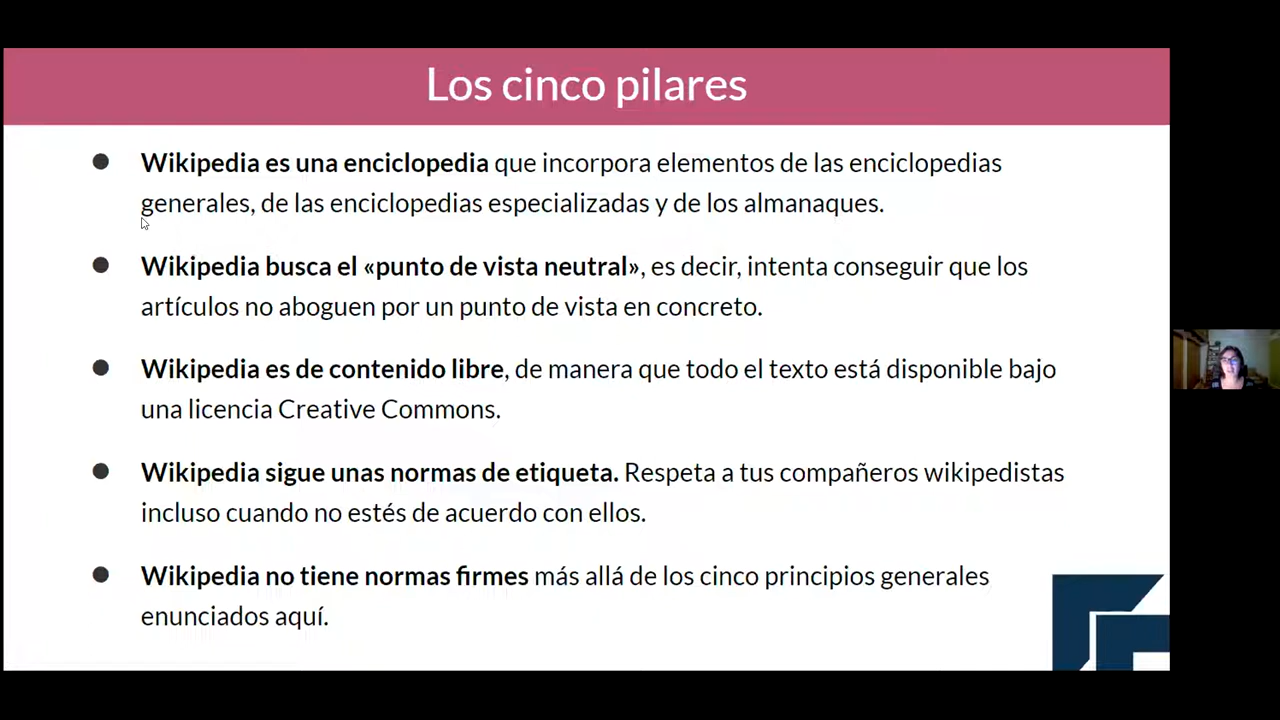 Los cinco pilares
● Wikipedia es una enciclopedia que incorpora elementos de las enciclopedias
generales, de las enciclopedias especializadas y de los almanaques.
● Wikipedia busca el «punto de vista neutral», es decir, intenta conseguir que los
artículos no aboguen por un punto de vista en concreto.
● Wikipedia es de contenido libre, de manera que todo el texto está disponible bajo
una licencia Creative Commons.
● Wikipedia sigue unas normas de etiqueta. Respeta a tus compañeros wikipedistas
incluso cuando no estés de acuerdo con ellos.
● Wikipedia no tiene normas firmes más allá de los cinco principios generales
enunciados aquí.